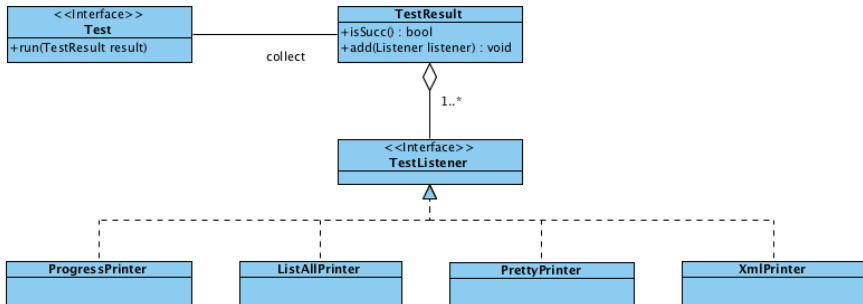 <<Interface>>
Test
+run(TestResult result)
TestResult
+isSucc() : bool
+add(Listener listener) : void
collect
1..*
<<Interface>>
TestListener
ProgressPrinter
ListAllPrinter
PrettyPrinter
XmlPrinter